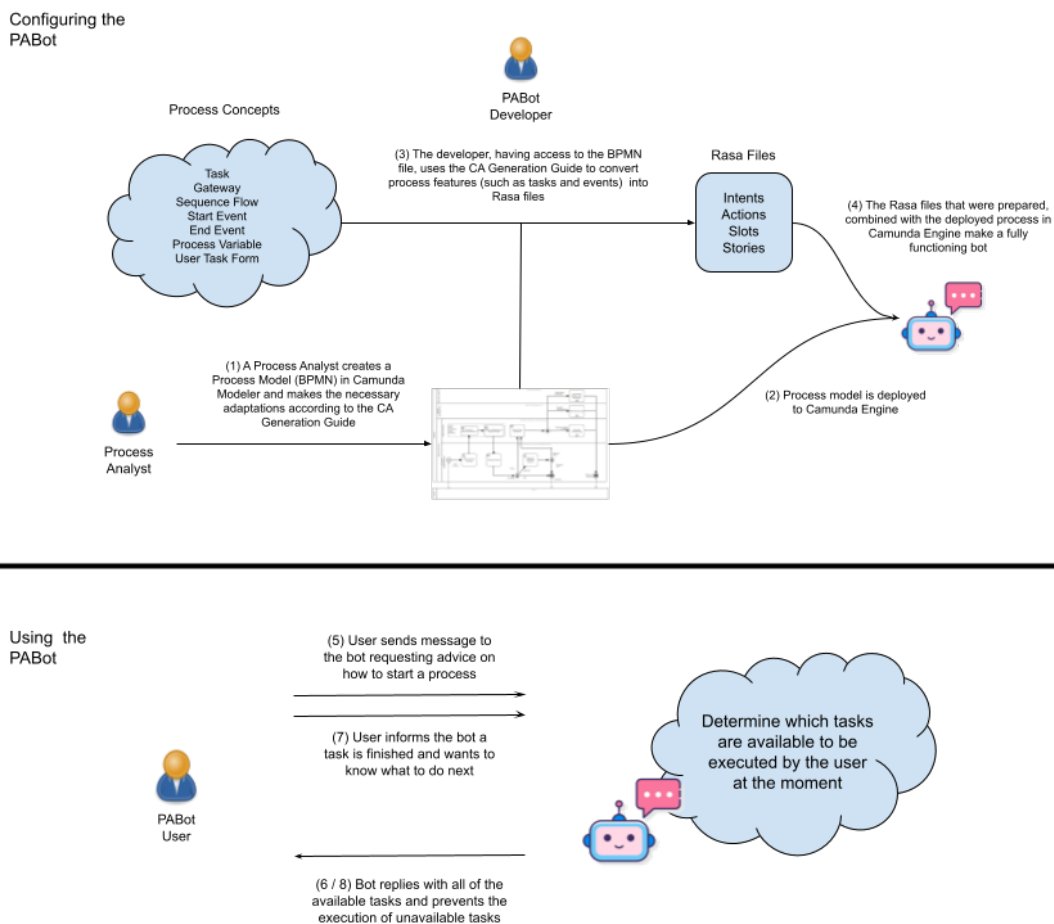 Configuring the
PABot
PABot
Developer
Process Concepts
Task
Gateway
Sequence Flow
Start Event
End Event
Process Variable
User Task Form
(3) The developer, having access to the BPMN
file, uses the CA Generation Guide to convert
process features (such as tasks and events) into
Rasa files
Rasa Files
Intents
Actions
Slots
Stories
(4) The Rasa files that were prepared,
combined with the deployed process in
Camunda Engine make a fully
functioning bot
(1) A Process Analyst creates a
Process Model (BPMN) in Camunda
Modeler and makes the necessary
adaptations according to the CA
Generation Guide
Process
Analyst
(2) Process model is deployed
to Camunda Engine
Using the
PABot
(5) User sends message to
the bot requesting advice on
how to start a process
(7) User informs the bot a
task is finished and wants to
know what to do next
PABot
User
Determine which tasks
are available to be
executed by the user
at the moment
(6 / 8) Bot replies with all of the
available tasks and prevents the
execution of unavailable tasks